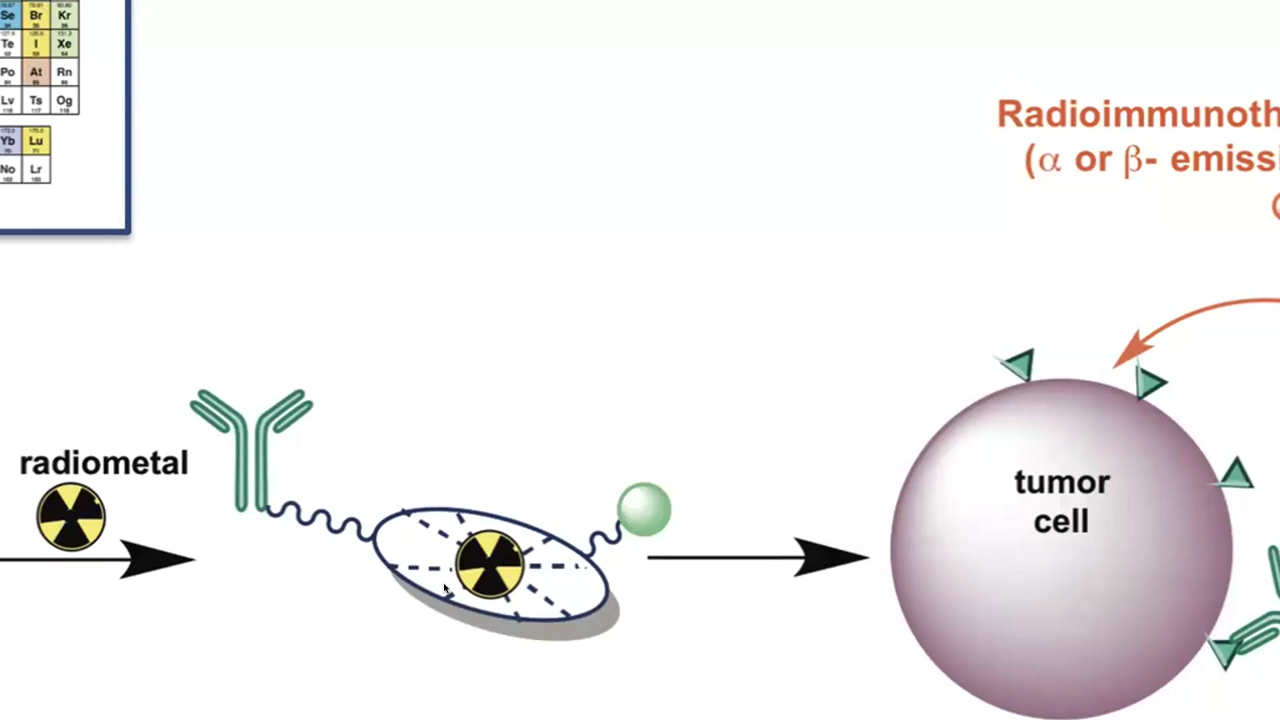 Se Br Kr
Te I Xe
Po At Rn
Lv Ts Og
Yb Lu
No Lr
Radioimmunoth
(α or β- emissi
radiometal
tumor
cell